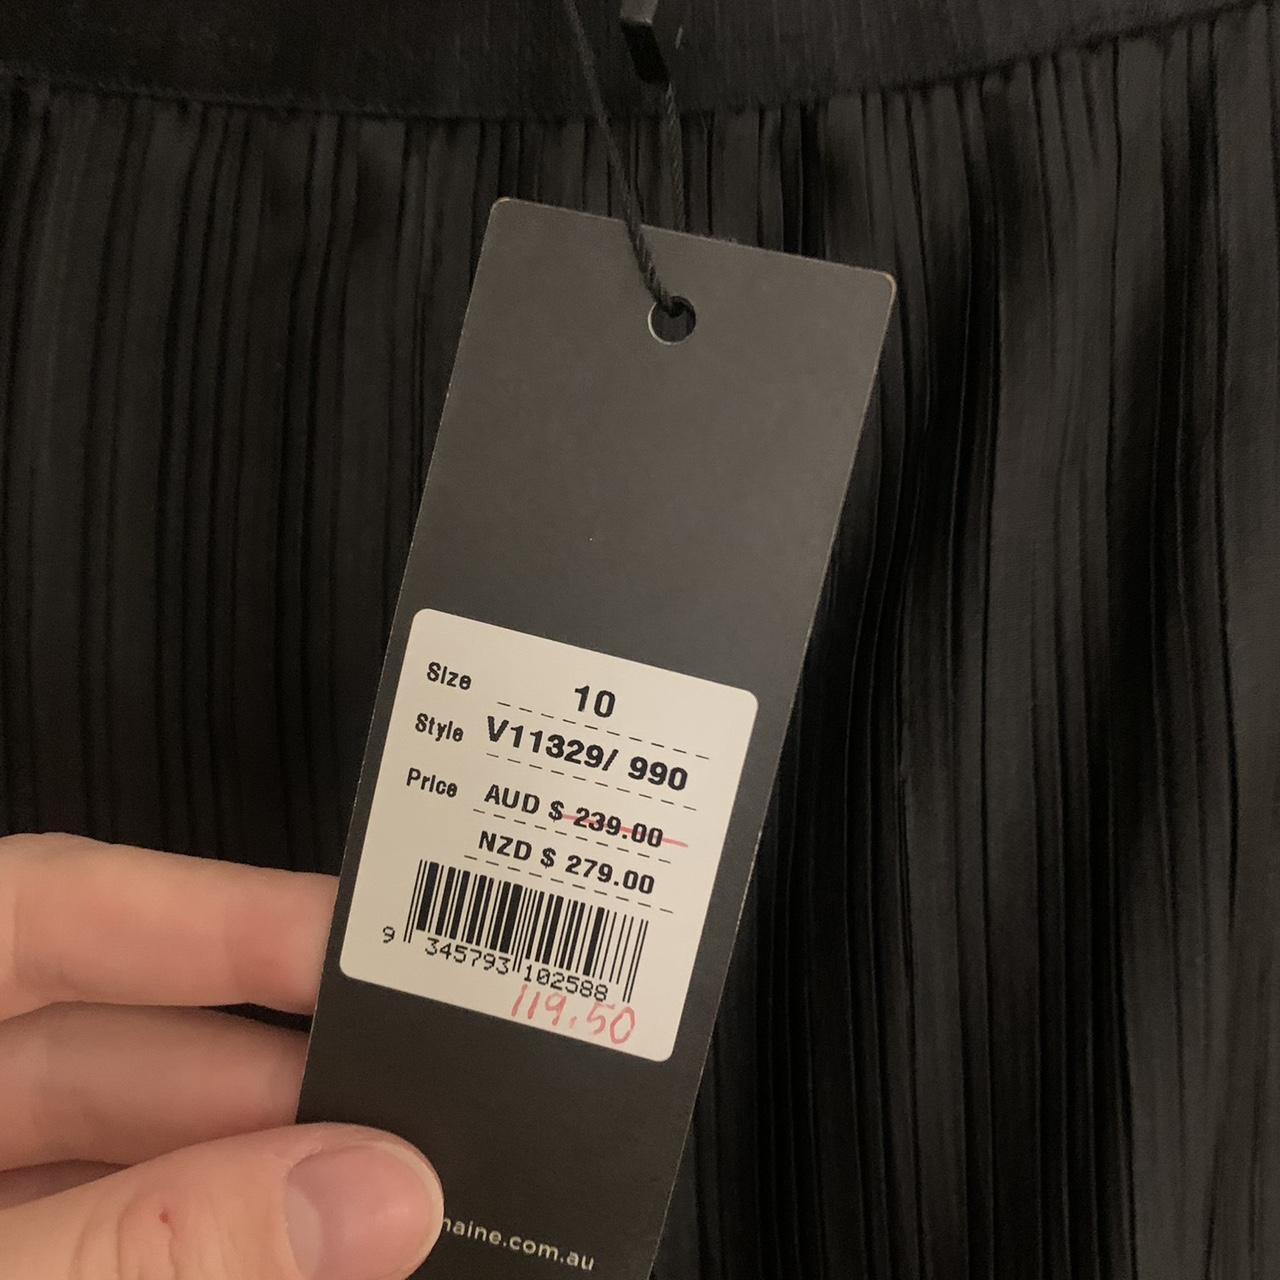 Size 10
Style V11329/ 990
Price AUD $ 239.00
NZD $ 279.00
9 345793 102588
119.50
haine.com.au